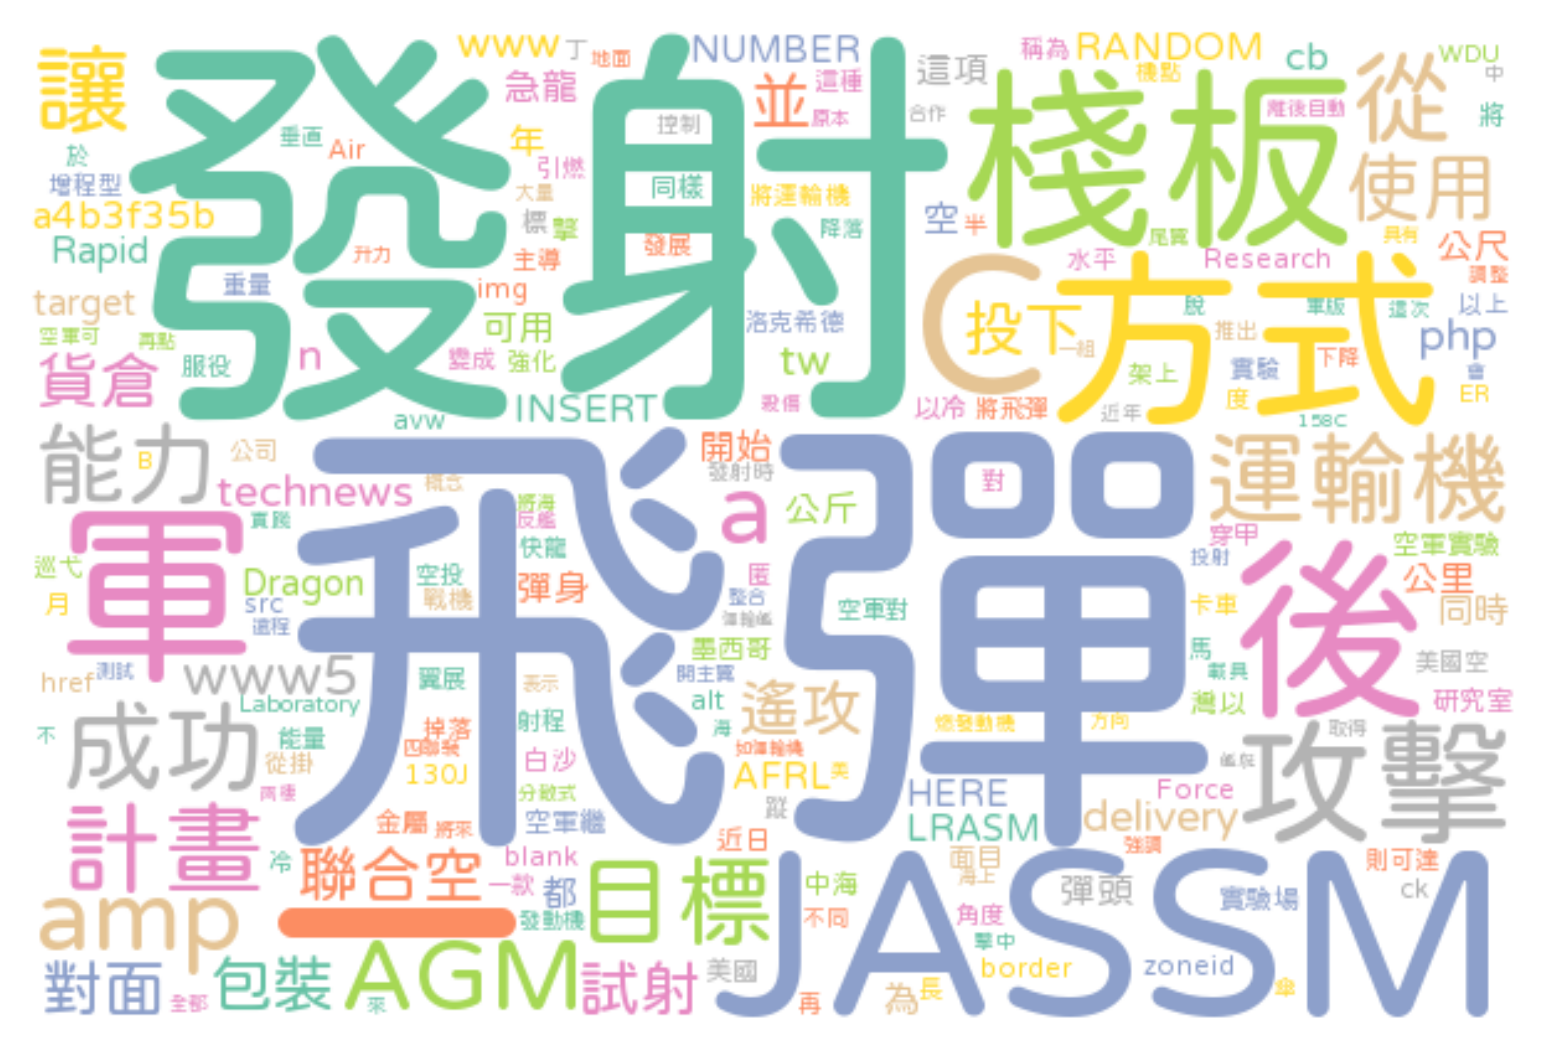 讓
發射
www
丁
地面
NUMBER
RANDOM
稱為
機點
cb
WDU
中
將
從
急龍
並
這種
原本
這項
合作
棧板
離後自動
於
垂直
Air
年
引燃
控制
大量
同樣
將運輸機
使用
增程型
a4b3f35b
標
擊
降落
空
半
尾翼
具有
Rapid
升力
主導
發展
水平
Research
公尺
調整
重量
img
C
方式
target
可用
洛克希德
投下
一組
脫
推出
軍版
這次
以上
空軍可
再點
n
變成
強化
tw
架上
實驗
下降
php
會
貨倉
服役
殺傷
以冷
將飛彈
近年
度
ER
avw
INSERT
158C
能力
B
公司
開始
發射時
飛彈
對
運輸機
technews
概念
將海
反艦
a
公斤
穿甲
空軍實驗
軍
實踐
快龍
投射
後
巡弋
月
Dragon
空投
戰機
彈身
匿
整合
空軍對
卡車
公里
同時
src
遠程
墨西哥
馬
載具
美國空
href
測試
www5
翼展
表示
開主翼
灣以
研究室
Laboratory
alt
遙攻
不
成功
能量
掉落
射程
海
燃發動機
方向
取得
攻擊
從掛
四聯裝
130J
白沙
AFRL
美
兩種
分散式
HERE
Force
計畫
金屬
將來
空軍繼
近日
LRASM
delivery
強調
冷
聯合空
blank
一款
都
目標
中海
面目
海上
彈頭
則可達
ck
amp
一
發動機
不同
角度
實驗場
JASSM
擊中
對面
全部
包裝
AGM
來
試射
美國
再
為
長
border
zoneid
傘